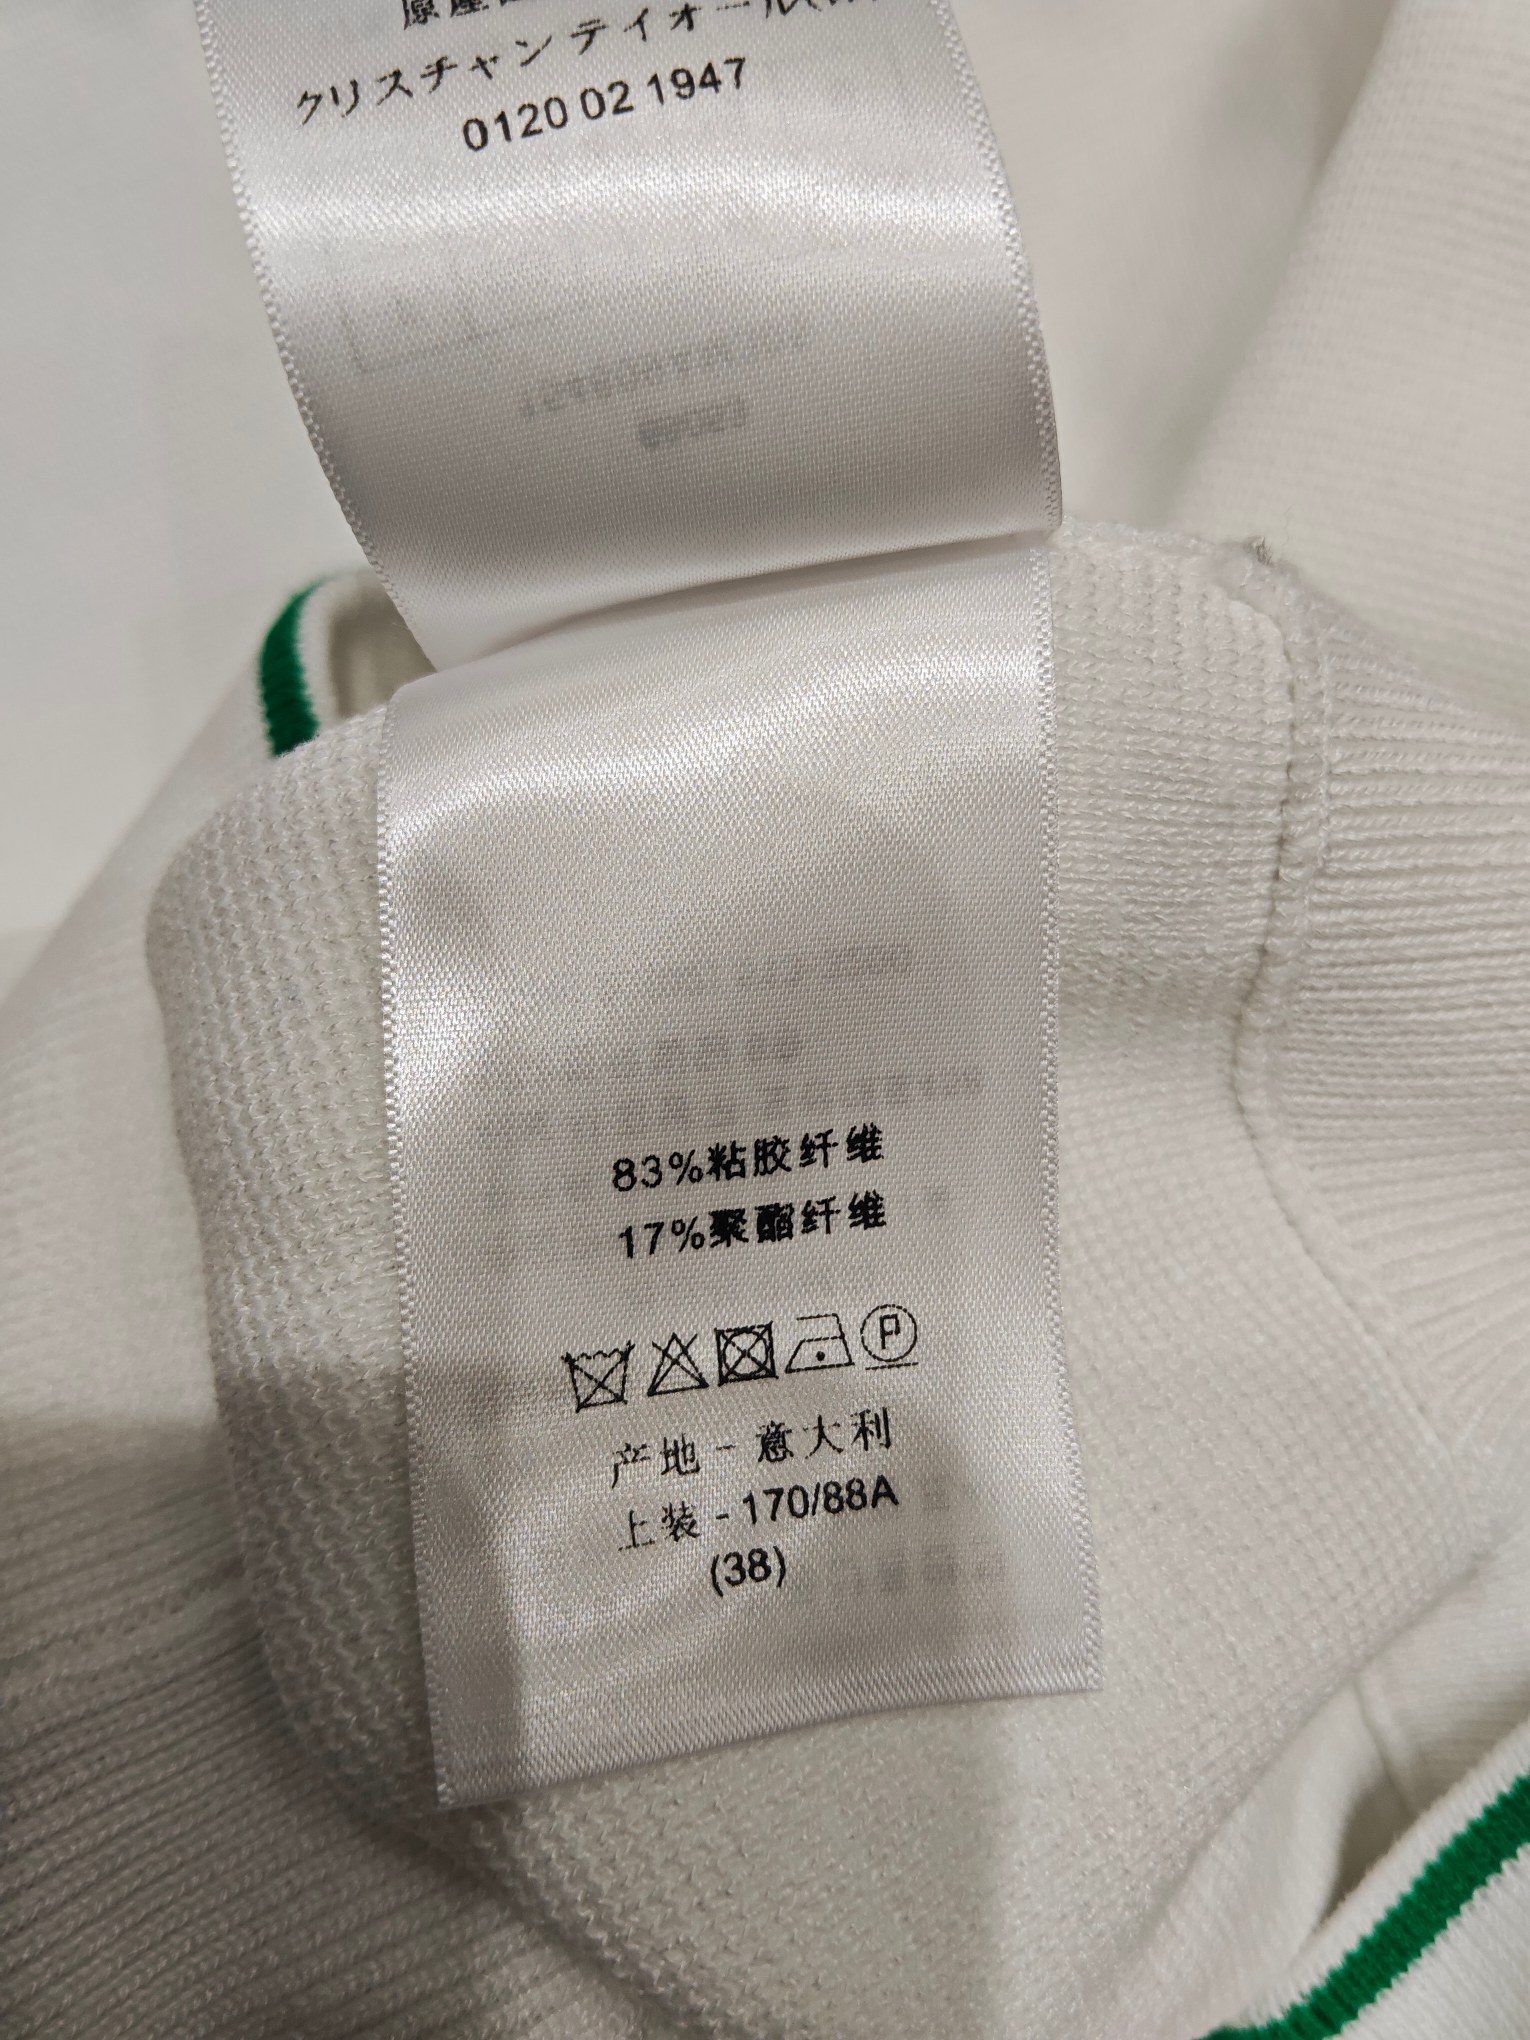 クリスチャン ディオール
0120 02 1947
83%粘胶纤维
17%聚酯纤维
P
产地 - 意大利
上装 - 170/88A
(38)